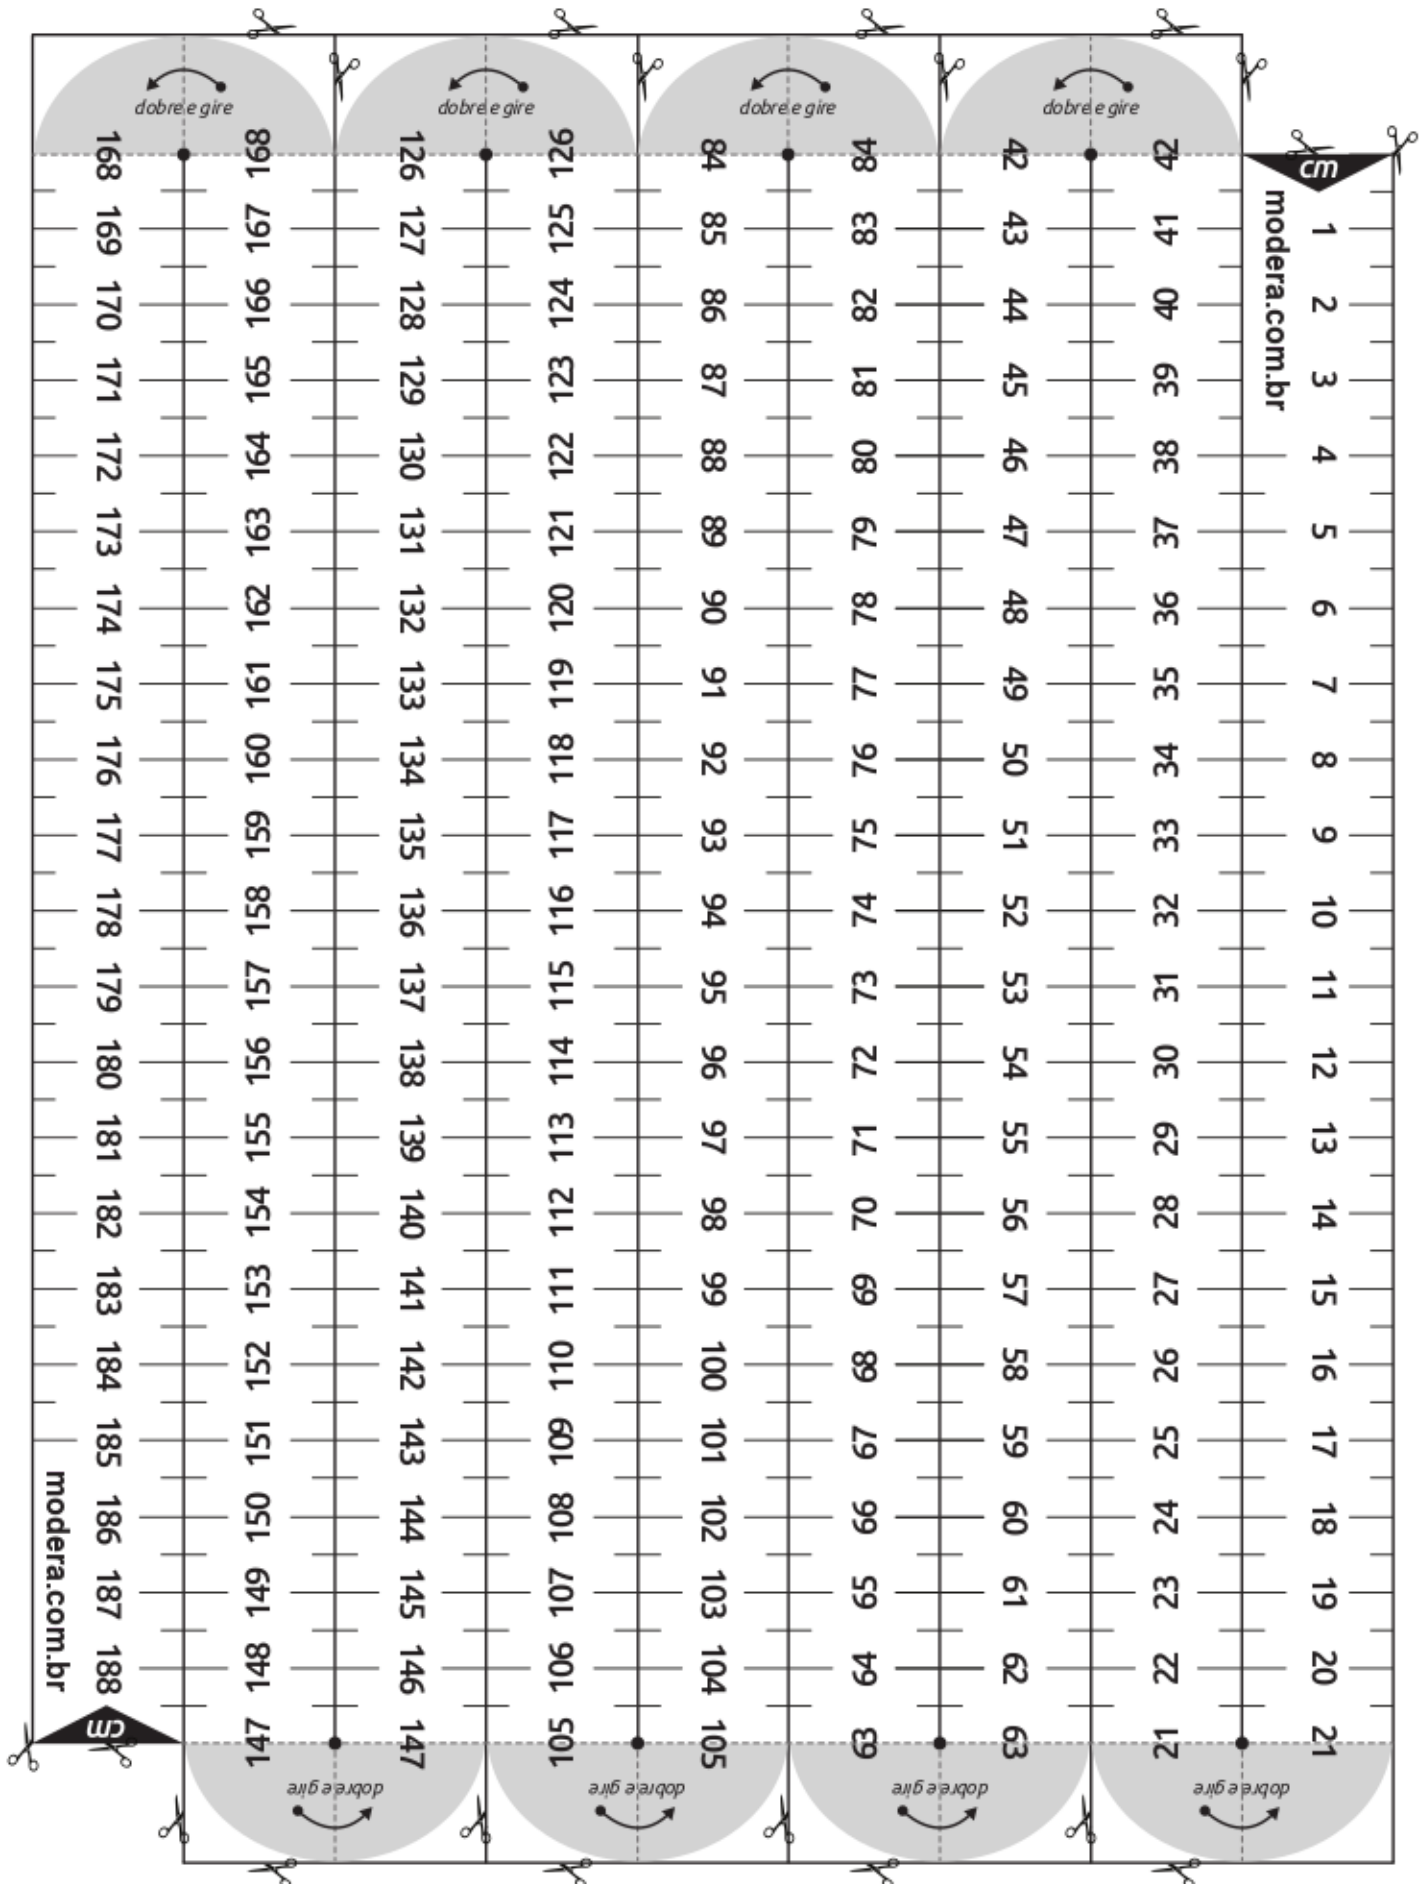 dobre e gire
dobre e gire
dobre e gire
dobre e gire
cm
1 2 3 4 5 6 7 8 9 10 11 12 13 14 15 16 17 18 19 20 21
modera.com.br
21 22 23 24 25 26 27 28 29 30 31 32 33 34 35 36 37 38 39 40 41 42
42 43 44 45 46 47 48 49 50 51 52 53 54 55 56 57 58 59 60 61 62 63
63 64 65 66 67 68 69 70 71 72 73 74 75 76 77 78 79 80 81 82 83 84
84 85 86 87 88 89 90 91 92 93 94 95 96 97 98 99 100 101 102 103 104 105
105 106 107 108 109 110 111 112 113 114 115 116 117 118 119 120 121 122 123 124 125 126
126 127 128 129 130 131 132 133 134 135 136 137 138 139 140 141 142 143 144 145 146 147
147 148 149 150 151 152 153 154 155 156 157 158 159 160 161 162 163 164 165 166 167 168
168 169 170 171 172 173 174 175 176 177 178 179 180 181 182 183 184 185 186 187 188
modera.com.br
cm
dobre e gire
dobre e gire
dobre e gire
dobre e gire